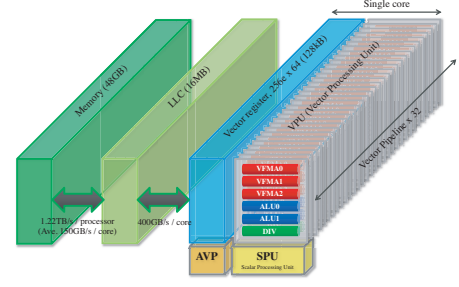 Single core
Memory (48GB)
LLC (16MB)
Vector register, 256e x 64 (128kB)
VPU (Vector Processing Unit)
Vector Pipeline x 32
VFMA0
VFMA1
VFMA2
ALU0
ALU1
DIV
1.22TB/s / processor
(Ave. 150GB/s / core)
400GB/s / core
AVP
SPU
Scalar Processing Unit